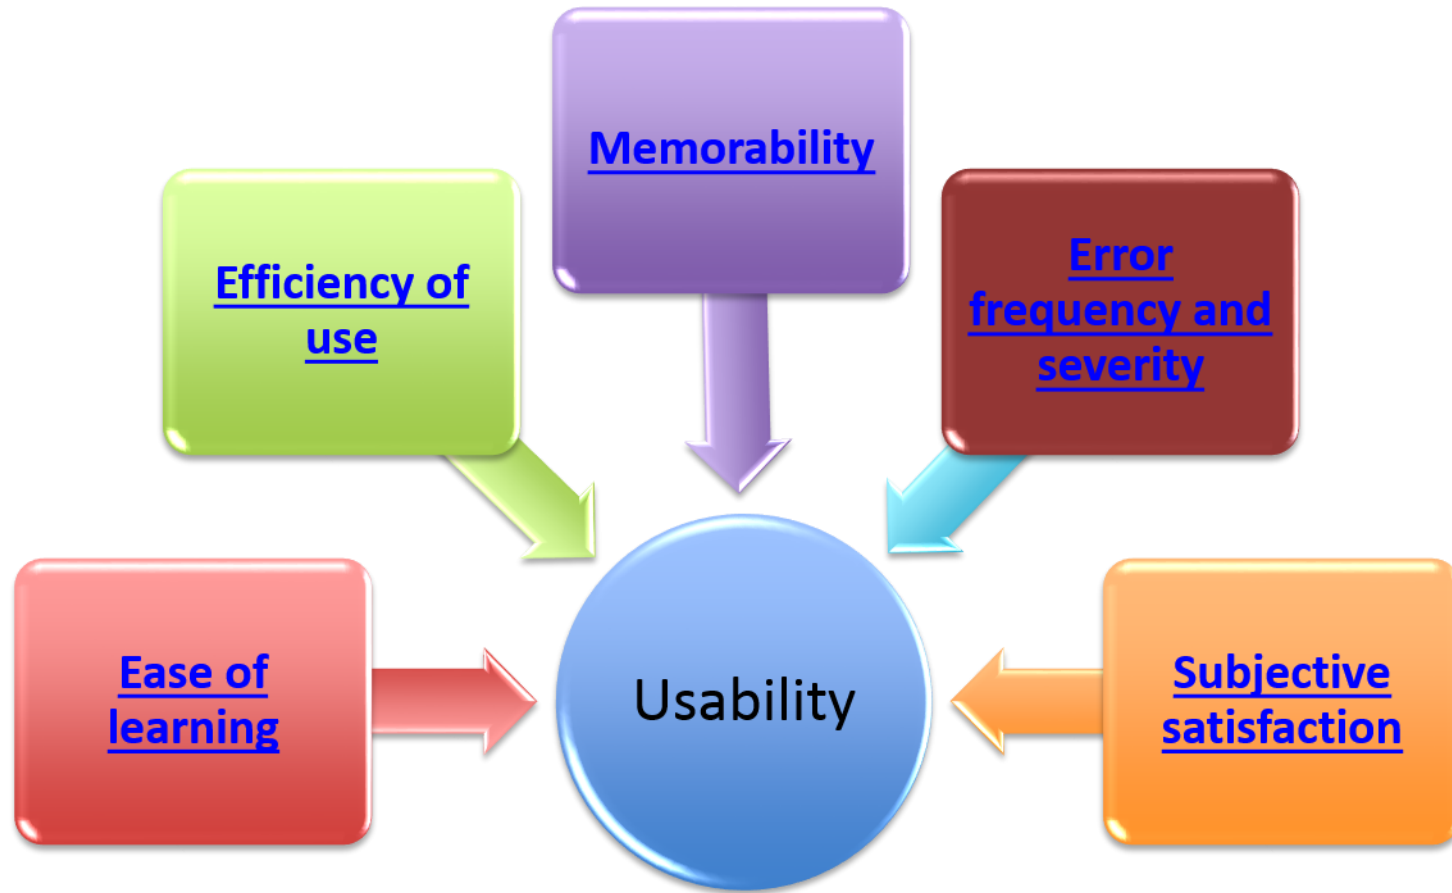 Memorability
Efficiency of
use
Error
frequency and
severity
Ease of
learning
Usability
Subjective
satisfaction